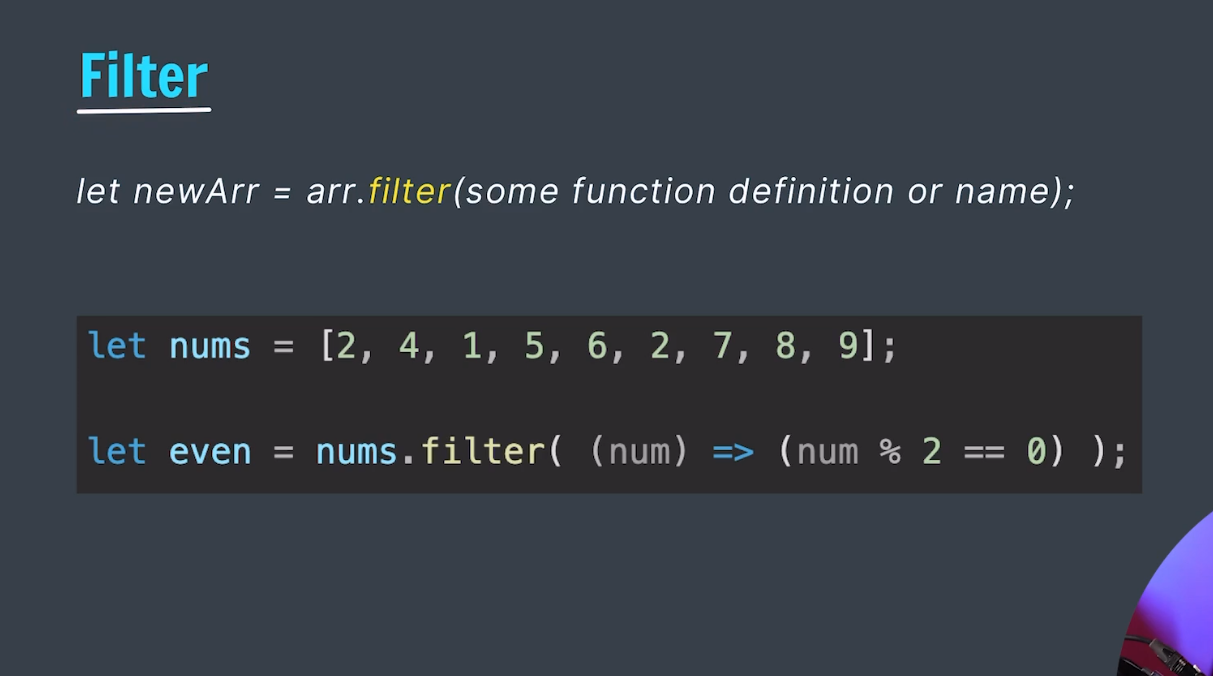 Filter
let newArr = arr.filter(some function definition or name);
let nums = [2, 4, 1, 5, 6, 2, 7, 8, 9];
let even = nums.filter( (num) => (num % 2 == 0) );